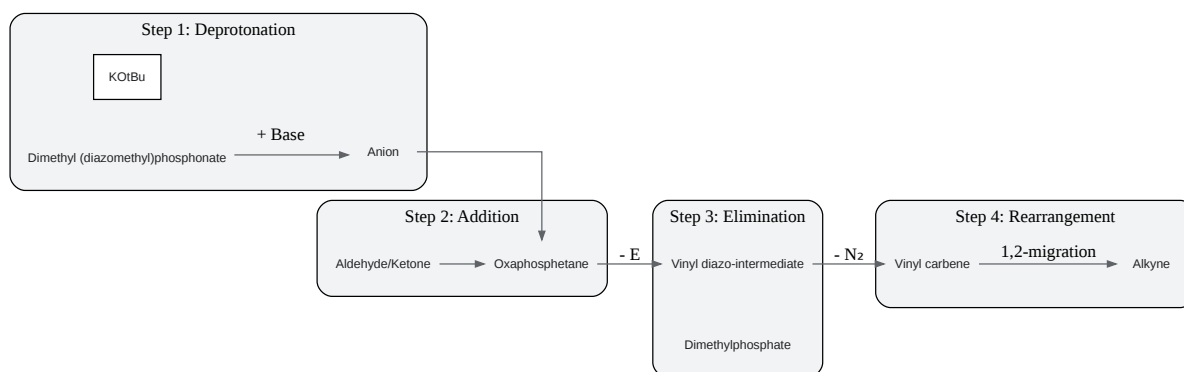 Step 1: Deprotonation
KOtBu
+ Base
Dimethyl (diazomethyl)phosphonate
Anion
Step 2: Addition
Aldehyde/Ketone
Oxaphosphetane
- E
Step 3: Elimination
Vinyl diazo-intermediate
Dimethylphosphate
- N₂
Step 4: Rearrangement
Vinyl carbene
1,2-migration
Alkyne